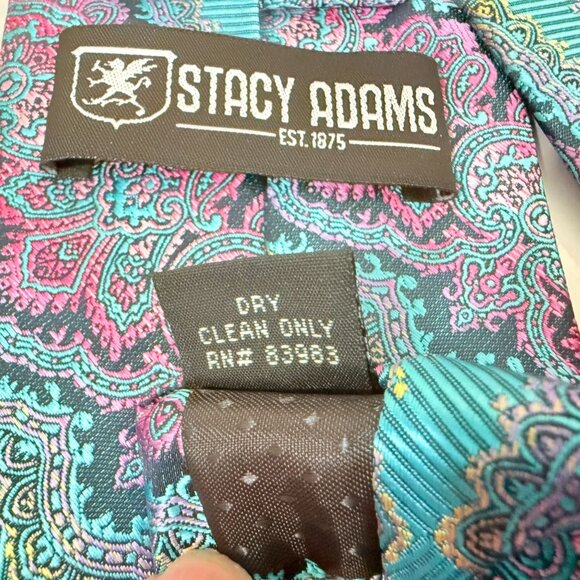 STACY ADAMS
EST. 1875
DRY
CLEAN ONLY
RN# 83983